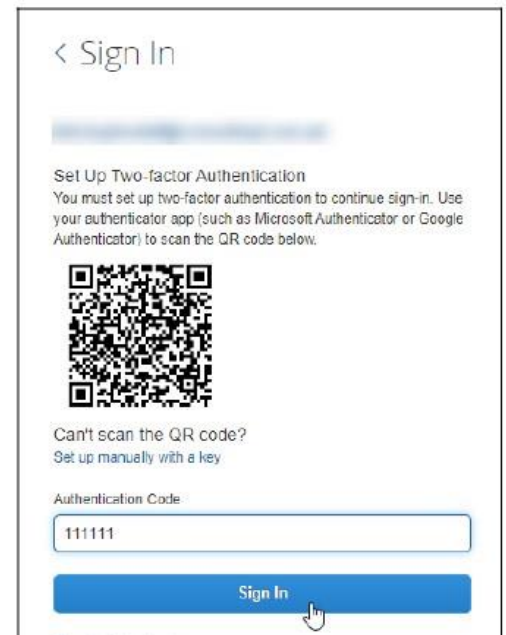 < Sign In
Set Up Two-factor Authentication
You must set up two-factor authentication to continue sign-in. Use
your authenticator app (such as Microsoft Authenticator or Google
Authenticator) to scan the QR code below.
Can't scan the QR code?
Set up manually with a key
Authentication Code
111111
Sign In